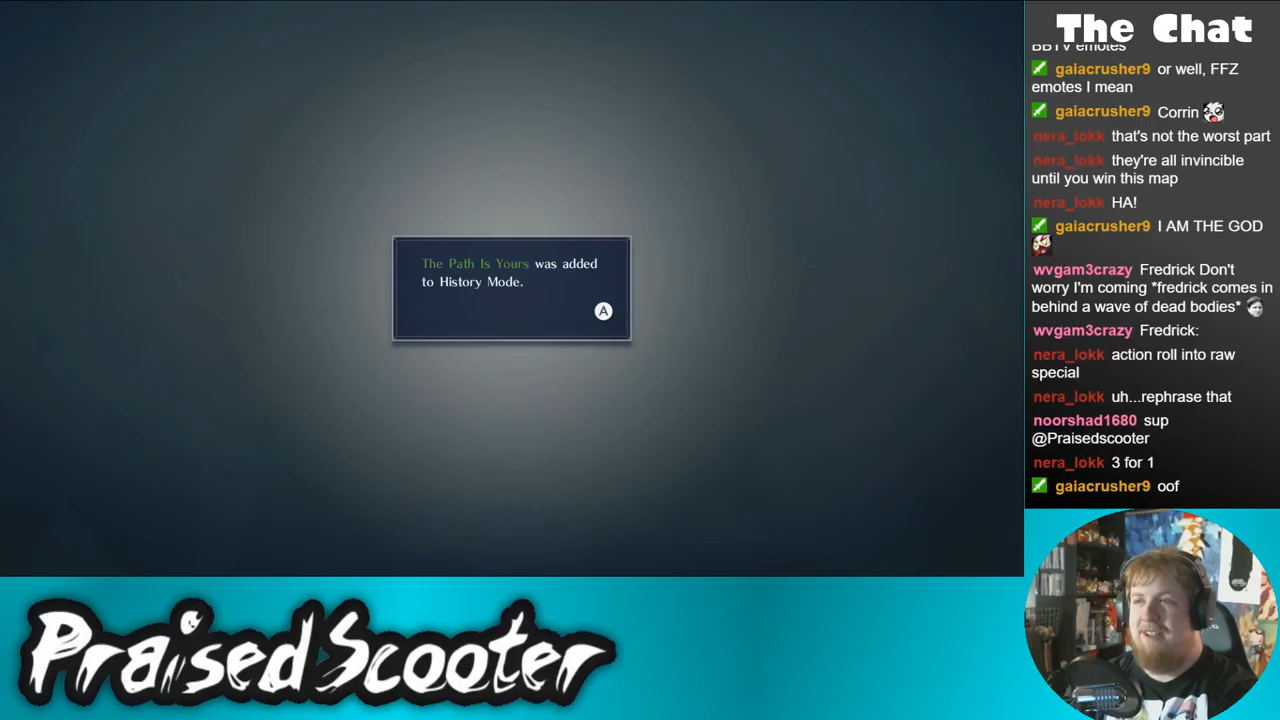 The Path Is Yours was added
to History Mode.
A
The Chat
BBTV emotes
gaiacrusher9 or well, FFZ
emotes I mean
gaiacrusher9 Corrin
nera_lokk that's not the worst part
nera_lokk they're all invincible
until you win this map
nera_lokk HA!
gaiacrusher9 I AM THE GOD
wvgam3crazy Fredrick Don't
worry I'm coming *fredrick comes in
behind a wave of dead bodies*
wvgam3crazy Fredrick:
nera_lokk action roll into raw
special
nera_lokk uh...rephrase that
noorshad1680 sup
@Praisedscooter
nera_lokk 3 for 1
gaiacrusher9 oof
PraisedScooter